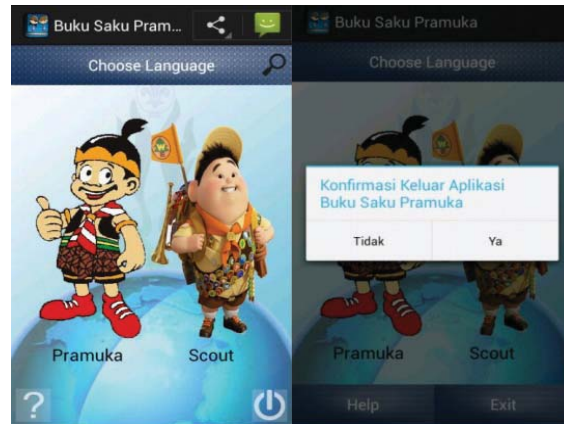 Buku Saku Pram...
Choose Language
Pramuka
Scout
?
Buku Saku Pramuka
Choose Language
Konfirmasi Keluar Aplikasi
Buku Saku Pramuka
Tidak
Ya
Pramuka
Scout
Help
Exit